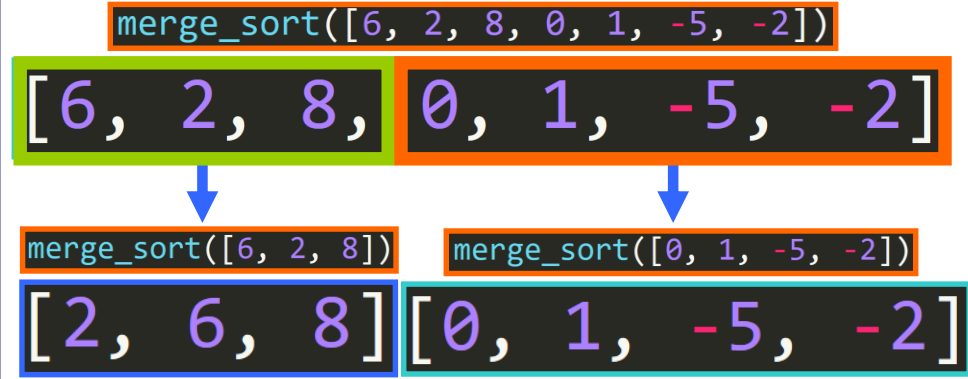 merge_sort([6, 2, 8, 0, 1, -5, -2])
[6, 2, 8, 0, 1, -5, -2]
merge_sort([6, 2, 8])
merge_sort([0, 1, -5, -2])
[2, 6, 8]
[0, 1, -5, -2]